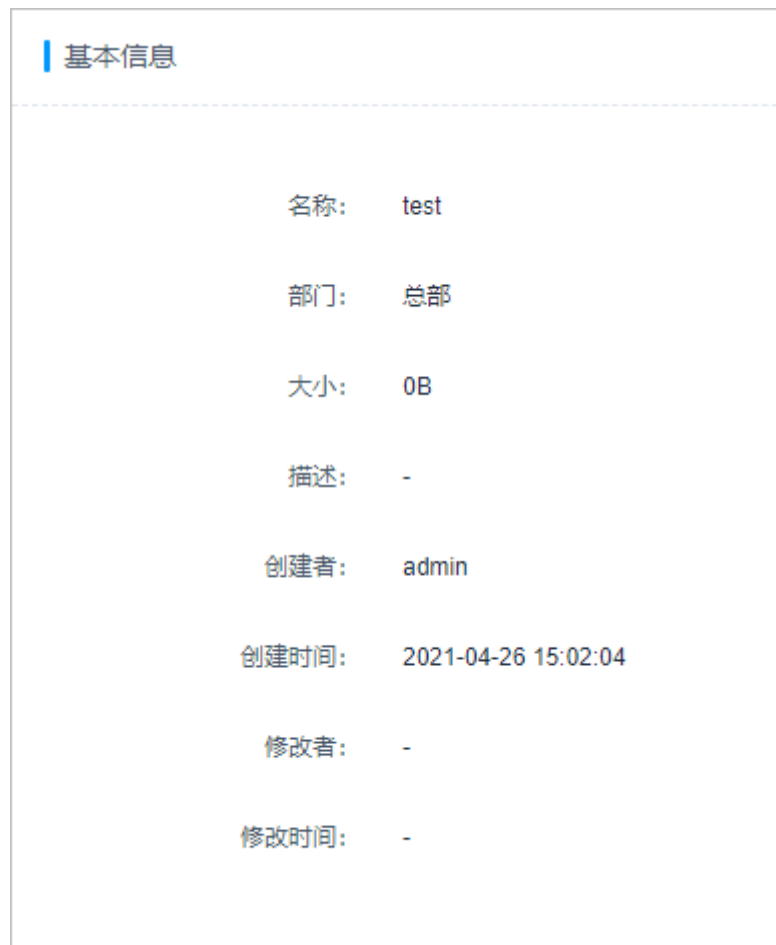 基本信息
名称： test
部门： 总部
大小： 0B
描述： -
创建者： admin
创建时间： 2021-04-26 15:02:04
修改者： -
修改时间： -